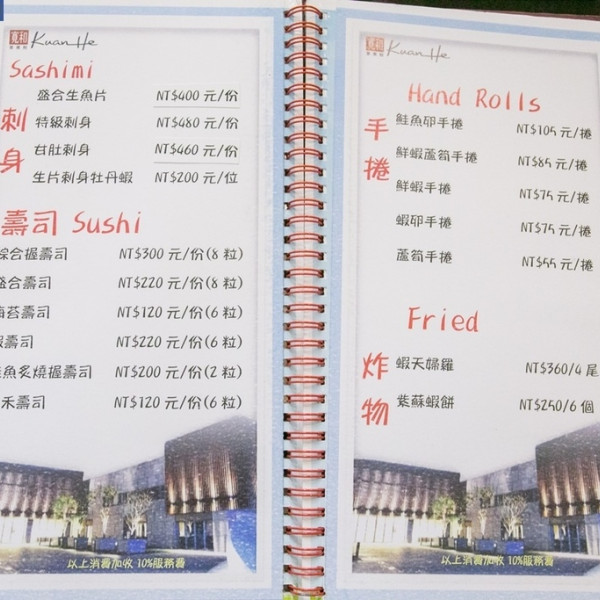 寬和
Kuan He
Sashimi
刺身
盛合生魚片 NT$400 元/份
特級刺身 NT$480 元/份
甘肚刺身 NT$460 元/份
生片刺身牡丹蝦 NT$200 元/位
壽司 Sushi
綜合握壽司 NT$300 元/份(8 粒)
盛合壽司 NT$220 元/份(8 粒)
海苔壽司 NT$120 元/份(6 粒)
壽司 NT$220 元/份(6 粒)
魚炙燒握壽司 NT$200 元/份(2 粒)
禾壽司 NT$120 元/份(6 粒)
以上消費加收 10%服務費
寬和
Kuan He
Hand Rolls
手捲
鮭魚卵手捲 NT$105 元/捲
鮮蝦蘆筍手捲 NT$85 元/捲
鮮蝦手捲 NT$75 元/捲
蝦卵手捲 NT$75 元/捲
蘆筍手捲 NT$55 元/捲
Fried
炸物
蝦天婦羅 NT$360/4 尾
紫蘇蝦餅 NT$250/6 個
以上消費加收 10%服務費